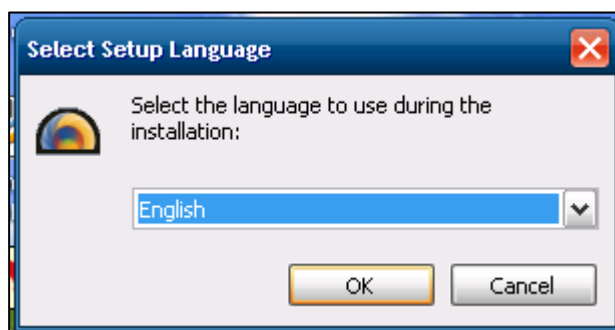 Select Setup Language
Select the language to use during the
installation:
English
OK
Cancel